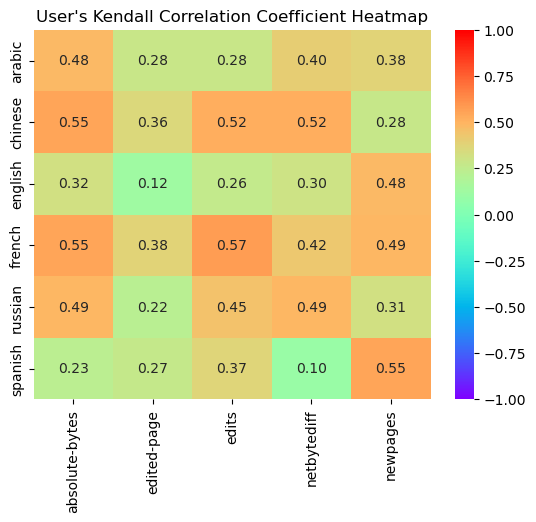 User's Kendall Correlation Coefficient Heatmap
arabic 0.48 0.28 0.28 0.40 0.38
chinese 0.55 0.36 0.52 0.52 0.28
english 0.32 0.12 0.26 0.30 0.48
french 0.55 0.38 0.57 0.42 0.49
russian 0.49 0.22 0.45 0.49 0.31
spanish 0.23 0.27 0.37 0.10 0.55
absolute-bytes
edited-page
edits
netbytediff
newpages
1.00
0.75
0.50
0.25
0.00
−0.25
−0.50
−0.75
−1.00